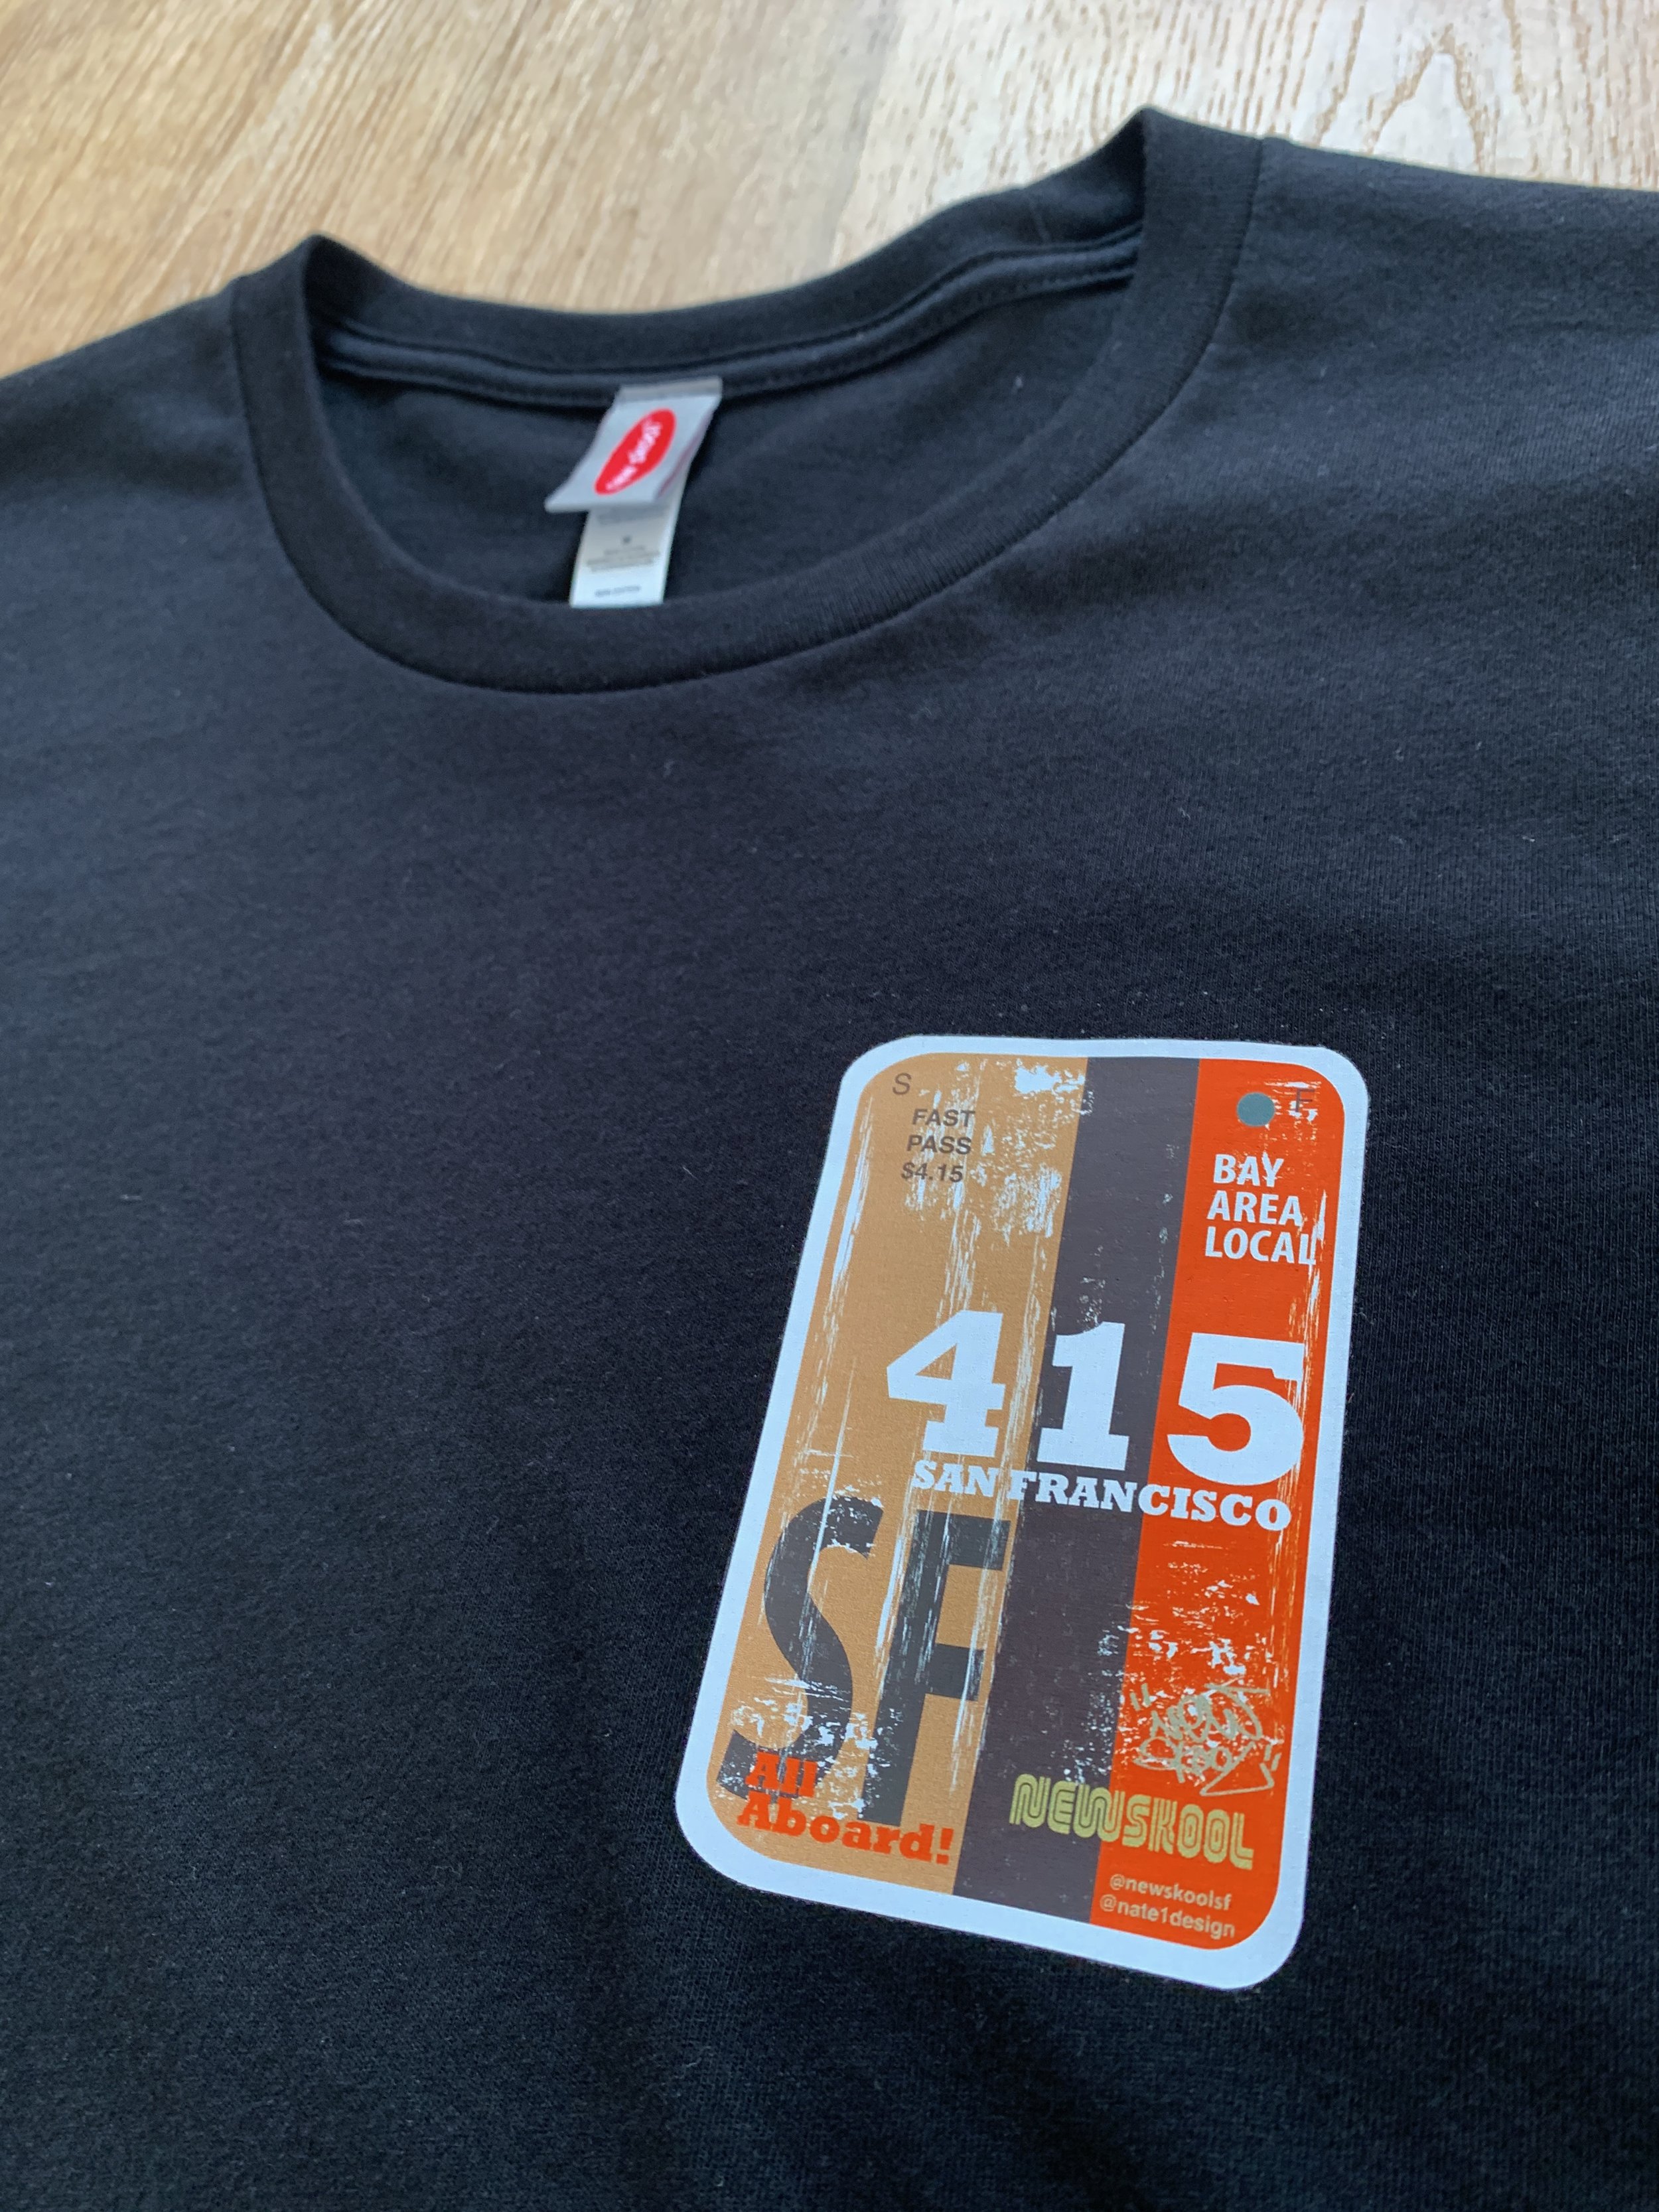 S
F
FAST
PASS
$4.15
BAY
AREA
LOCAL
415
SAN FRANCISCO
SF
All
Aboard!
NEWSKOOL
@newskoolsf
@nate1design